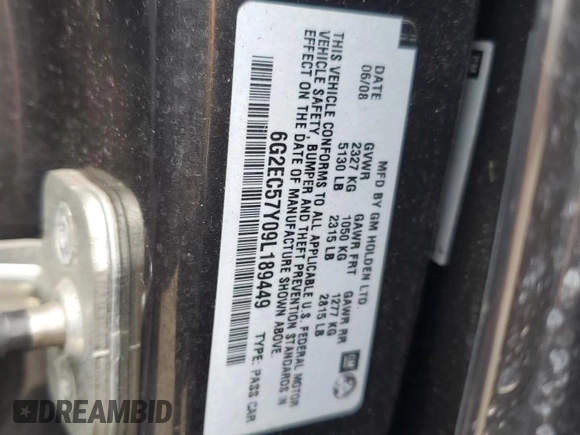 MFD BY GM HOLDEN LTD.
DATE GVWR GAWR FRT GAWR RR
06/08 2327 KG 1050 KG 1277 KG
5130 LB 2315 LB 2815 LB
THIS VEHICLE CONFORMS TO ALL APPLICABLE U.S. FEDERAL MOTOR
VEHICLE SAFETY, BUMPER AND THEFT PREVENTION STANDARDS IN
EFFECT ON THE DATE OF MANUFACTURE SHOWN ABOVE.
6G2EC57Y09L189449 TYPE: PASS CAR
GM
DREAMBID